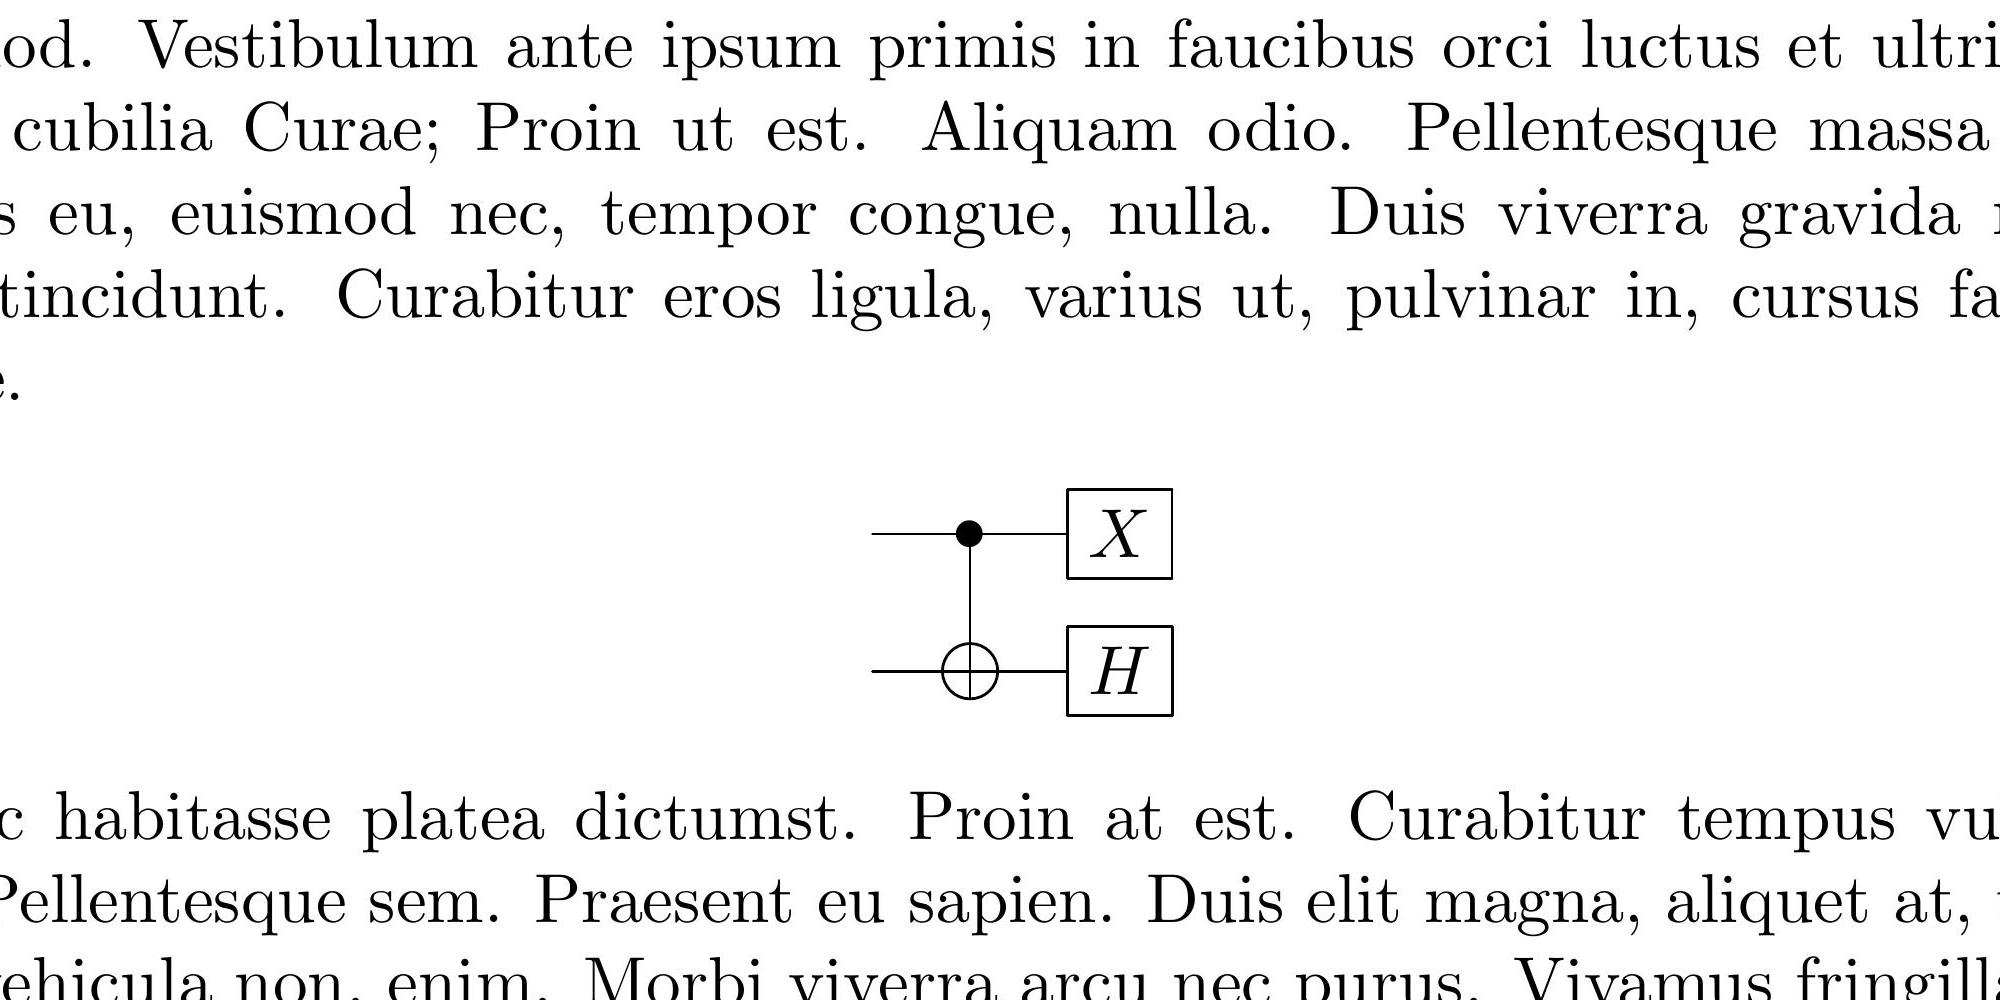 od. Vestibulum ante ipsum primis in faucibus orci luctus et ultri
cubilia Curae; Proin ut est. Aliquam odio. Pellentesque massa
s eu, euismod nec, tempor congue, nulla. Duis viverra gravida
tincidunt. Curabitur eros ligula, varius ut, pulvinar in, cursus fa
e.
X
H
c habitasse platea dictumst. Proin at est. Curabitur tempus vu
Pellentesque sem. Praesent eu sapien. Duis elit magna, aliquet at,
ehicula non, enim. Morbi viverra arcu nec purus. Vivamus fringilla